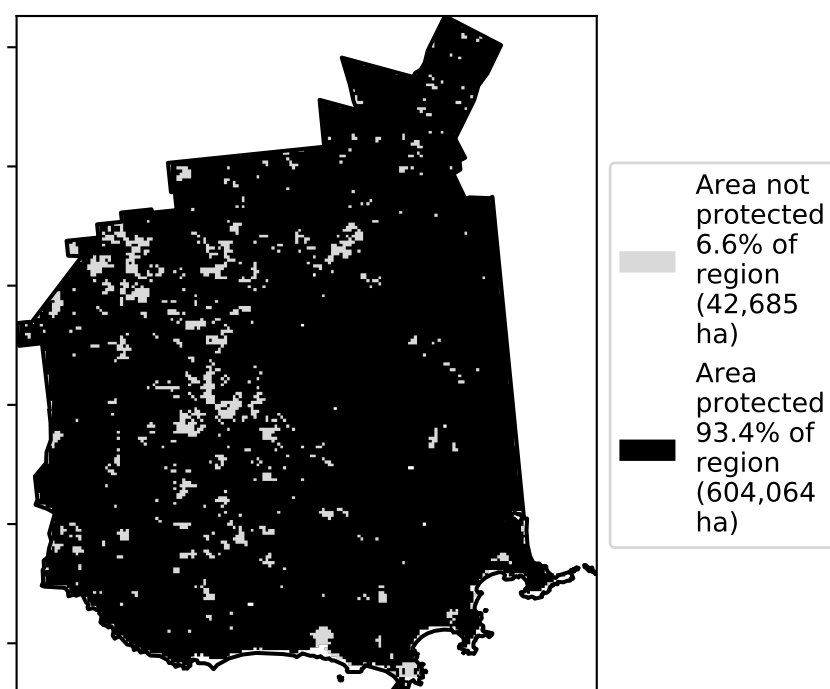 Area not
protected
6.6% of
region
(42,685
ha)
Area
protected
93.4% of
region
(604,064
ha)